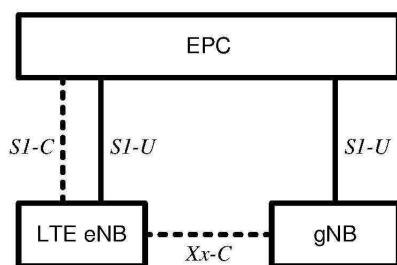 EPC
S1-C
S1-U
S1-U
LTE eNB
Xx-C
gNB